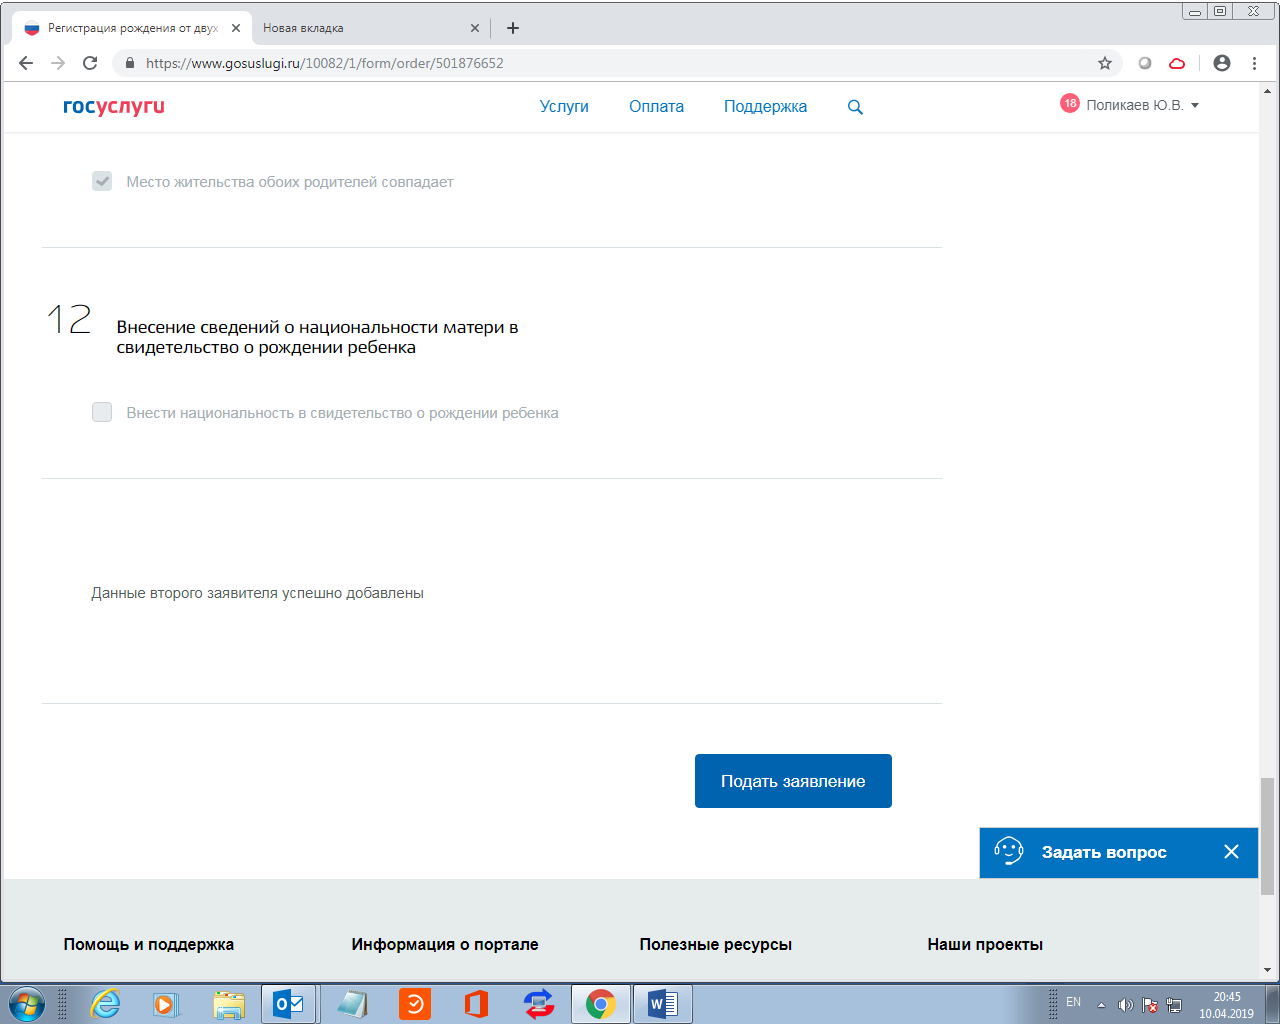 Регистрация рождения от двух
Новая вкладка
https://www.gosuslugi.ru/10082/1/form/order/501876652
госуслуги
Услуги
Оплата
Поддержка
18
Поликаев Ю.В.
Место жительства обоих родителей совпадает
12
Внесение сведений о национальности матери в
свидетельство о рождении ребенка
Внести национальность в свидетельство о рождении ребенка
Данные второго заявителя успешно добавлены
Подать заявление
Задать вопрос
Помощь и поддержка
Информация о портале
Полезные ресурсы
Наши проекты
EN
20:45
10.04.2019